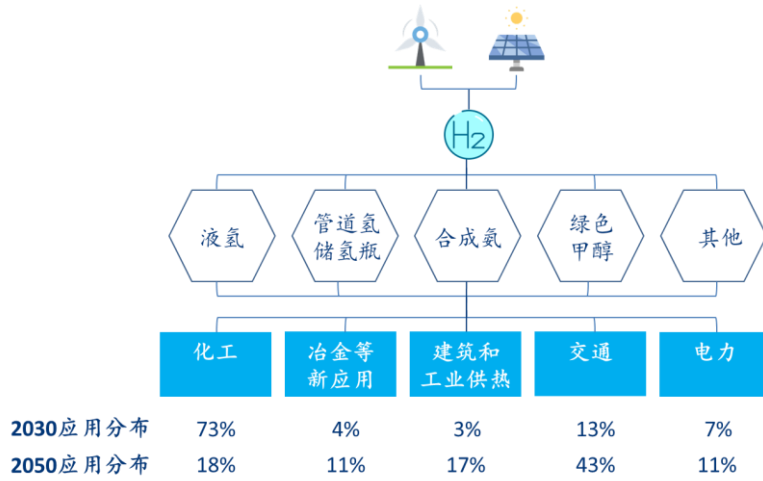 H2
液氢
管道氢
储氢瓶
合成氨
绿色
甲醇
其他
化工
冶金等
新应用
建筑和
工业供热
交通
电力
2030应用分布 73% 4% 3% 13% 7%
2050应用分布 18% 11% 17% 43% 11%